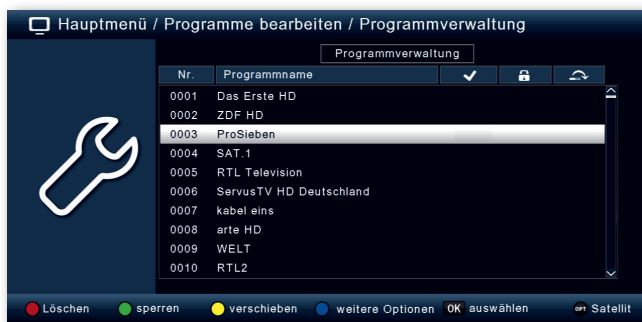 Hauptmenü / Programme bearbeiten / Programmverwaltung
Programmverwaltung
Nr. Programmname
0001 Das Erste HD
0002 ZDF HD
0003 ProSieben
0004 SAT.1
0005 RTL Television
0006 ServusTV HD Deutschland
0007 kabel eins
0008 arte HD
0009 WELT
0010 RTL2
Löschen sperren verschieben weitere Optionen OK auswählen OPT Satellit